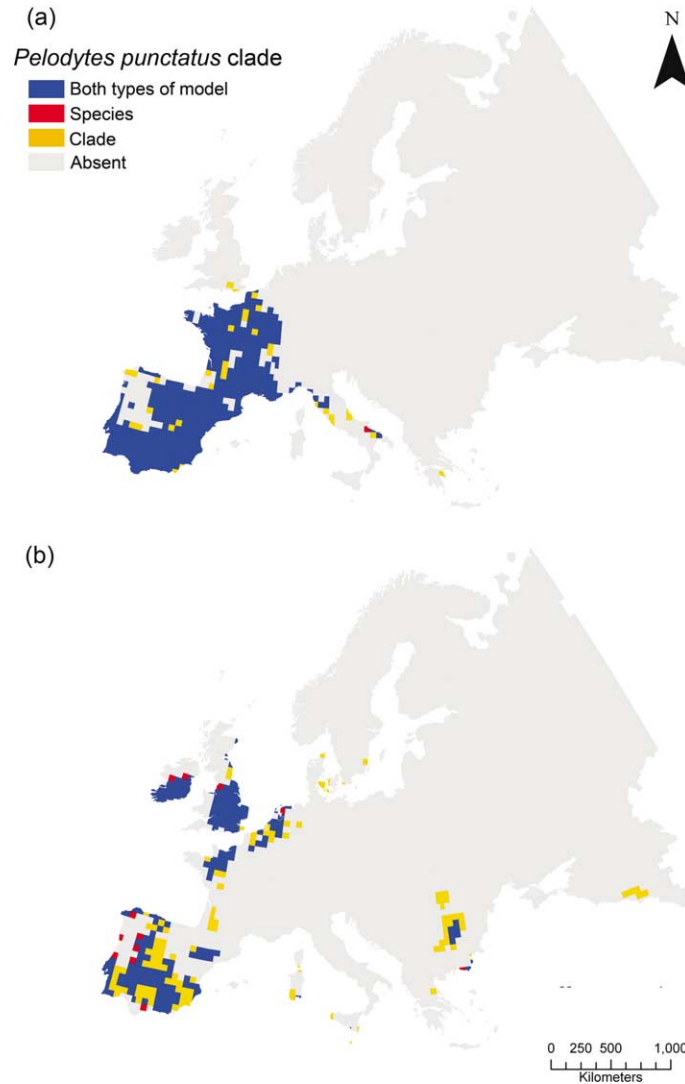 (a)
N
Pelodytes punctatus clade
Both types of model
Species
Clade
Absent
(b)
0 250 500 1,000
Kilometers